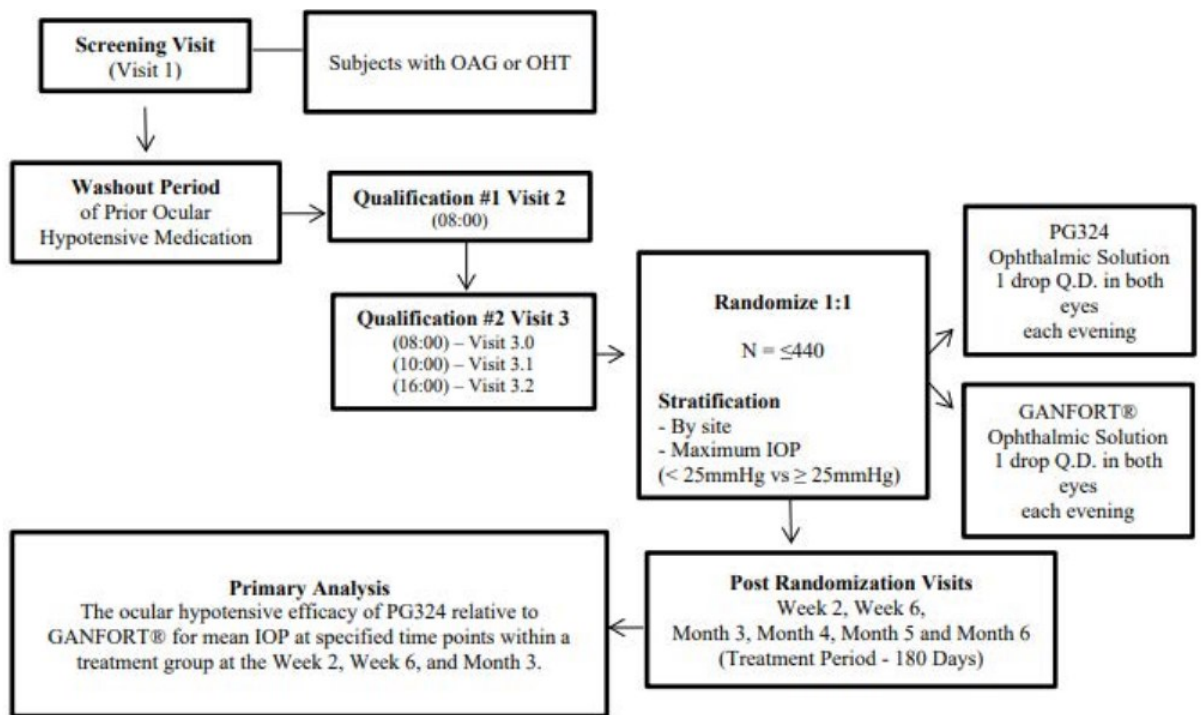 Screening Visit
(Visit 1)
Subjects with OAG or OHT
Washout Period
of Prior Ocular
Hypotensive Medication
Qualification #1 Visit 2
(08:00)
Qualification #2 Visit 3
(08:00) – Visit 3.0
(10:00) – Visit 3.1
(16:00) – Visit 3.2
Randomize 1:1
N = ≤440
Stratification
- By site
- Maximum IOP
(< 25mmHg vs ≥ 25mmHg)
PG324
Ophthalmic Solution
1 drop Q.D. in both
eyes
each evening
GANFORT®
Ophthalmic Solution
1 drop Q.D. in both
eyes
each evening
Post Randomization Visits
Week 2, Week 6,
Month 3, Month 4, Month 5 and Month 6
(Treatment Period - 180 Days)
Primary Analysis
The ocular hypotensive efficacy of PG324 relative to
GANFORT® for mean IOP at specified time points within a
treatment group at the Week 2, Week 6, and Month 3.